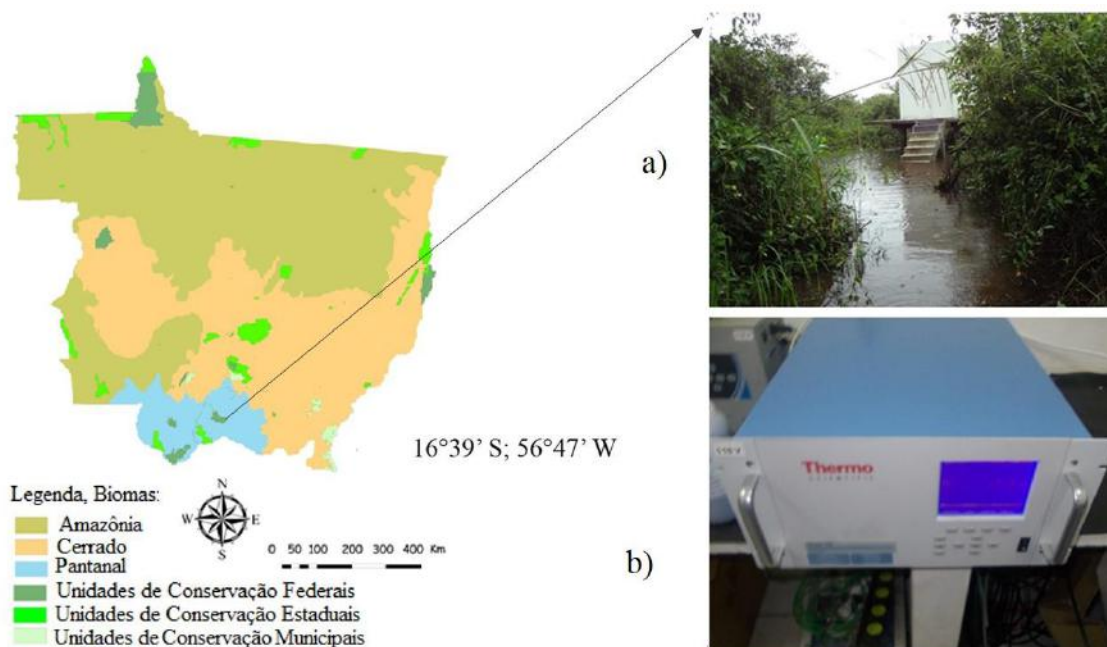 a)
16°39' S; 56°47' W
Legenda, Biomas:
Amazônia
Cerrado
Pantanal
Unidades de Conservação Federais
Unidades de Conservação Estaduais
Unidades de Conservação Municipais
N
W
E
S
0 50 100 200 300 400 Km
b)
Thermo
SCIENTIFIC